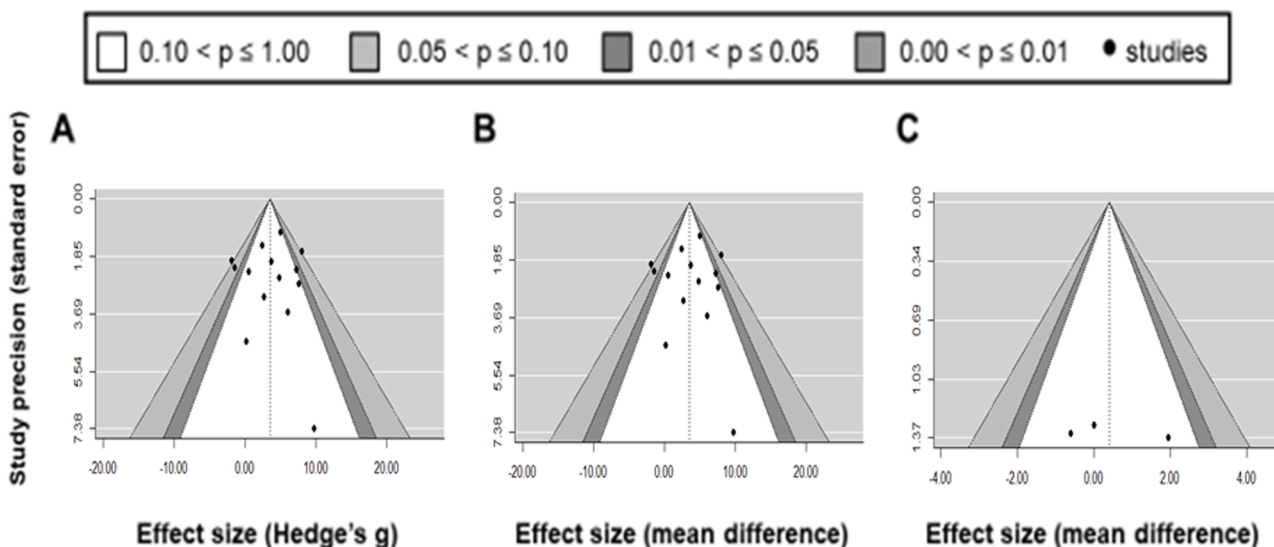 0.10 < p ≤ 1.00 0.05 < p ≤ 0.10 0.01 < p ≤ 0.05 0.00 < p ≤ 0.01 studies
A B C
Study precision (standard error)
0.00
1.85
3.69
5.54
7.38
-20.00 -10.00 0.00 10.00 20.00
Effect size (Hedge's g)
0.00
1.85
3.69
5.54
7.38
-20.00 -10.00 0.00 10.00 20.00
Effect size (mean difference)
0.00
0.34
0.69
1.03
1.37
-4.00 -2.00 0.00 2.00 4.00
Effect size (mean difference)